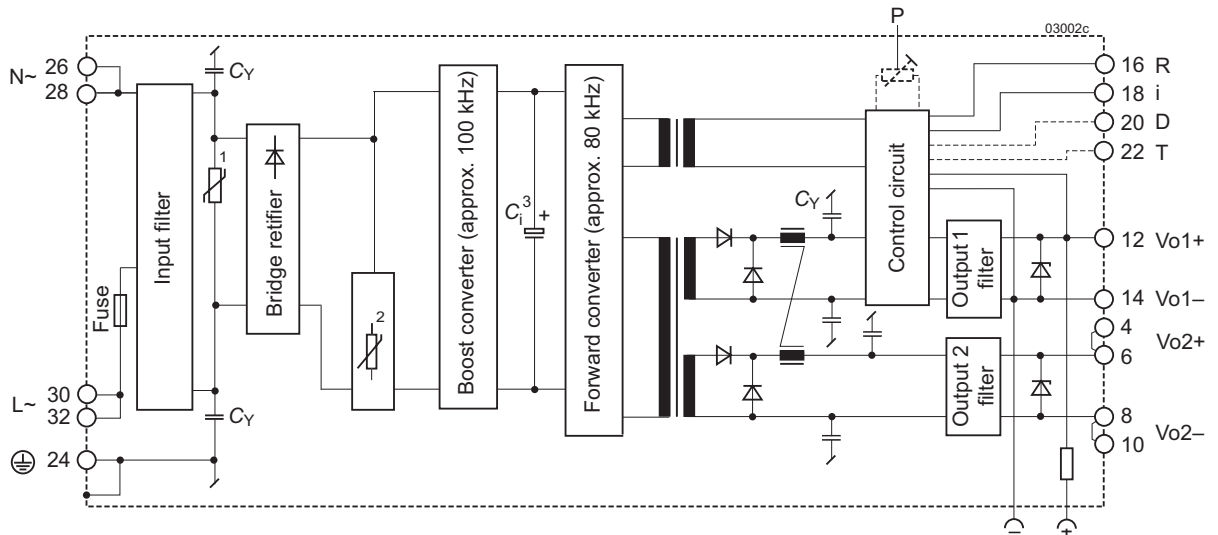 P
03002c
N~ 26
28
CY
1
Input filter
Fuse
L~ 30
32
CY
24
Bridge retifier
2
Boost converter (approx. 100 kHz)
Ci 3 +
Forward converter (approx. 80 kHz)
CY
Control circuit
Output 1
filter
Output 2
filter
16 R
18 i
20 D
22 T
12 Vo1+
14 Vo1–
4
Vo2+
6
8
Vo2–
10
– +